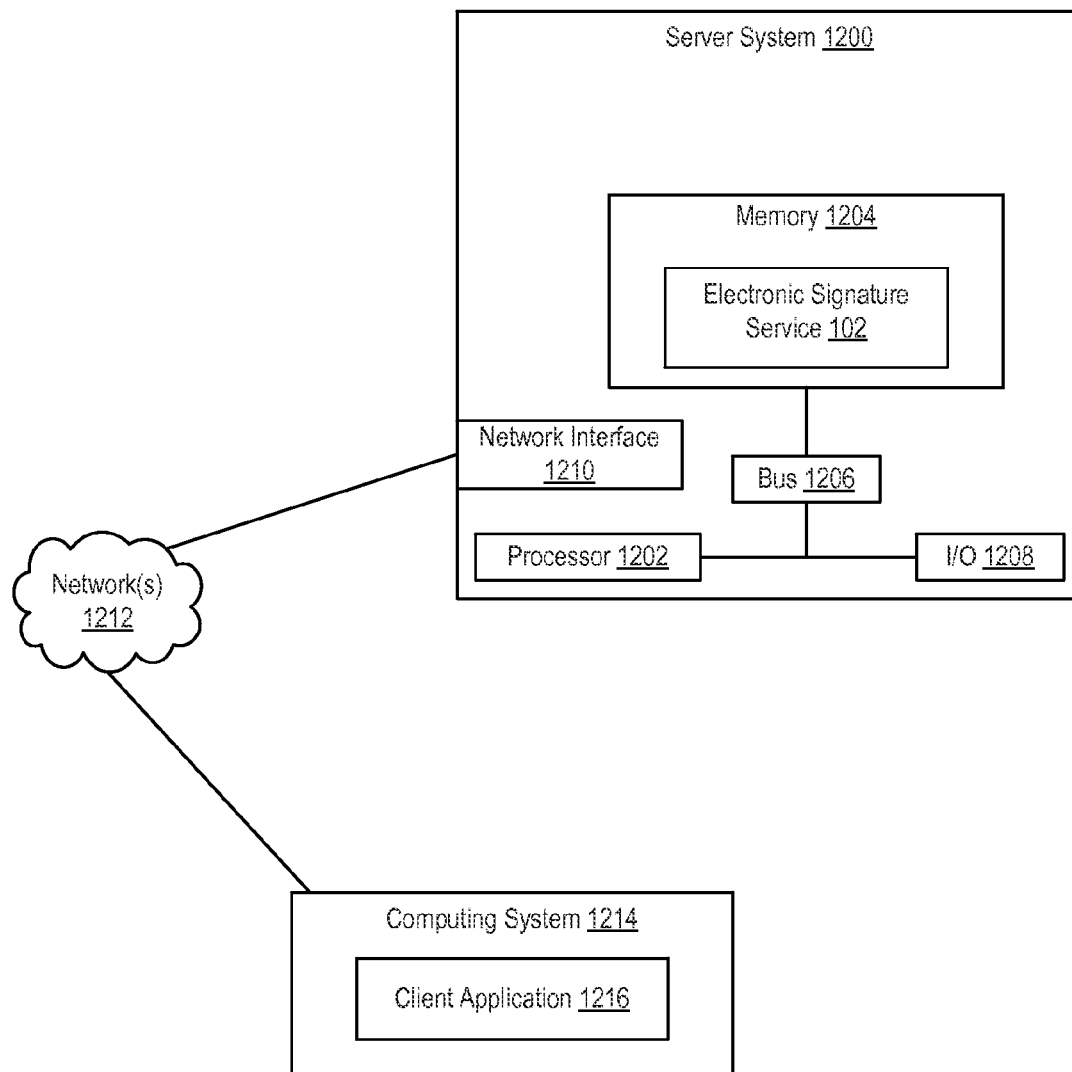 Server System 1200
Memory 1204
Electronic Signature
Service 102
Network Interface
1210
Bus 1206
Processor 1202
I/O 1208
Network(s)
1212
Computing System 1214
Client Application 1216